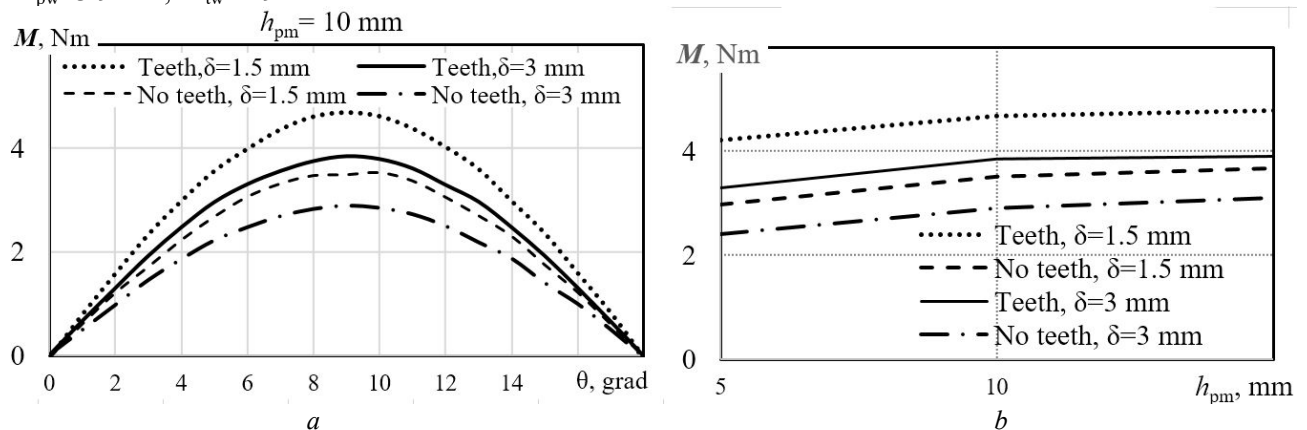 h_pm= 10 mm
M, Nm
Teeth,δ=1.5 mm
Teeth,δ=3 mm
No teeth, δ=1.5 mm
No teeth, δ=3 mm
4
2
0
0 2 4 6 8 10 12 14 θ, grad
a
M, Nm
4
Teeth, δ=1.5 mm
2
No teeth, δ=1.5 mm
Teeth, δ=3 mm
No teeth, δ=3 mm
0
5 10 h_pm, mm
b